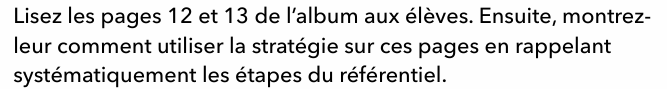 Lisez les pages 12 et 13 de l’album aux élèves. Ensuite, montrez-
leur comment utiliser la stratégie sur ces pages en rappelant
systématiquement les étapes du référentiel.